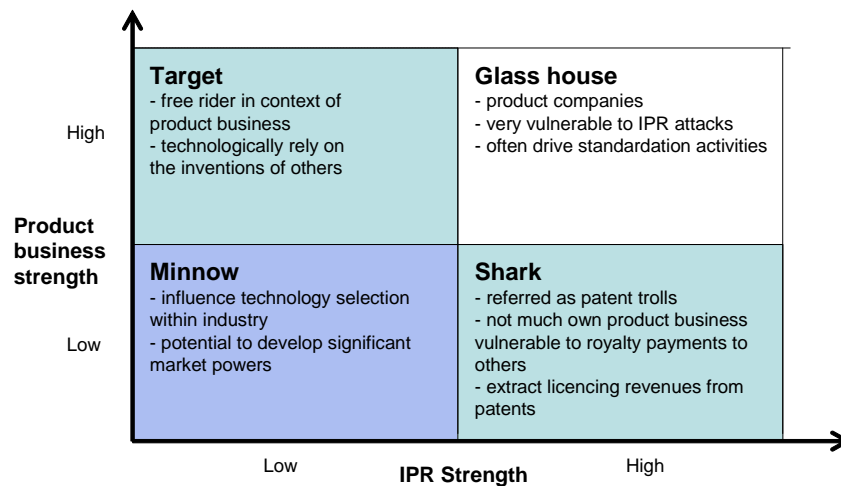 Target
- free rider in context of
product business
- technologically rely on
the inventions of others
Glass house
- product companies
- very vulnerable to IPR attacks
- often drive standardation activities
High
Product
business
strength
Minnow
- influence technology selection
within industry
- potential to develop significant
market powers
Shark
- referred as patent trolls
- not much own product business
vulnerable to royalty payments to
others
- extract licencing revenues from
patents
Low
Low
IPR Strength
High